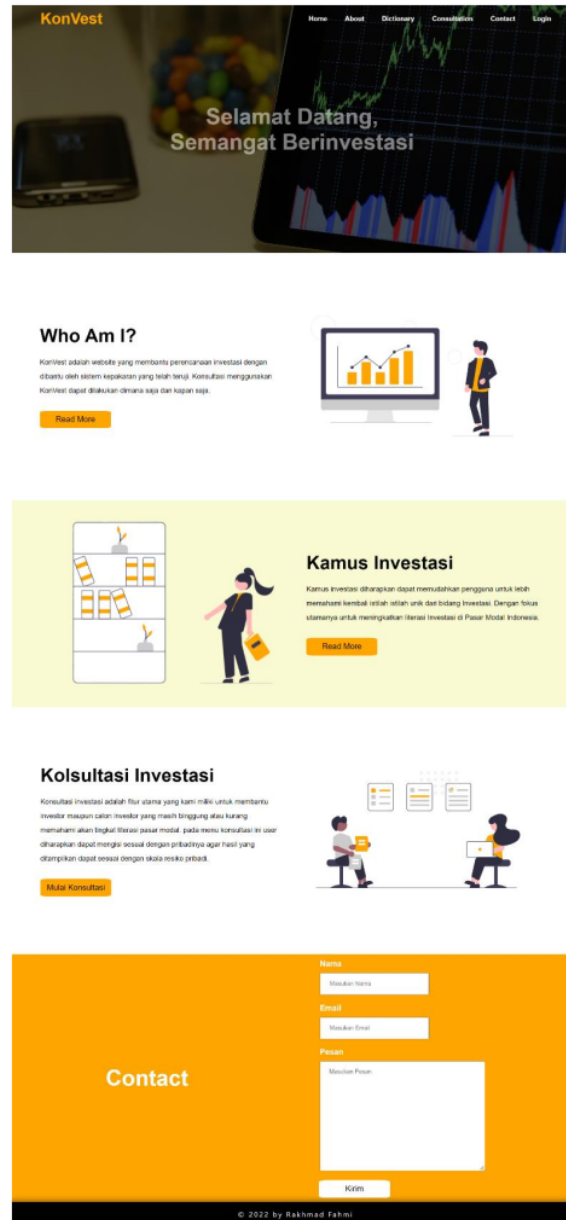 KonVest
Home About Dictionary Consultation Contact Login
Selamat Datang,
Semangat Berinvestasi
Who Am I?
KonVest adalah website yang membantu perencanaan investasi dengan
dibantu oleh sistem kepakaran yang telah teruji. Konsultasi menggunakan
KonVest dapat dilakukan dimana saja dan kapan saja.
Read More
Kamus Investasi
Kamus investasi diharapkan dapat memudahkan pengguna untuk lebih
memahami kembali istilah istilah unik dari bidang Investasi. Dengan fokus
utamanya untuk meningkatkan literasi Investasi di Pasar Modal Indonesia.
Read More
Kolsultasi Investasi
Konsultasi investasi adalah fitur utama yang kami miliki untuk membantu
investor maupun calon investor yang masih binggung atau kurang
memahami akan tingkat literasi pasar modal. pada menu konsultasi ini user
diharapkan dapat mengisi sesuai dengan pribadinya agar hasil yang
ditampilkan dapat sesuai dengan skala resiko pribadi.
Mulai Konsultasi
Contact
Nama
Masukan Nama
Email
Masukan Email
Pesan
Masukan Pesan
Kirim
© 2022 by Rakhmad Fahmi